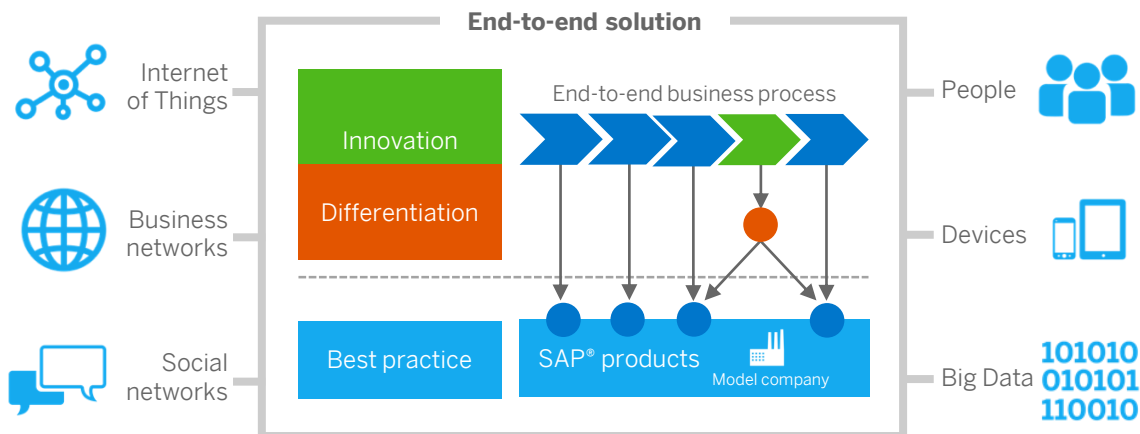 End-to-end solution
Internet
of Things
Business
networks
Social
networks
Innovation
Differentiation
Best practice
End-to-end business process
SAP® products
Model company
People
Devices
Big Data
101010
010101
110010